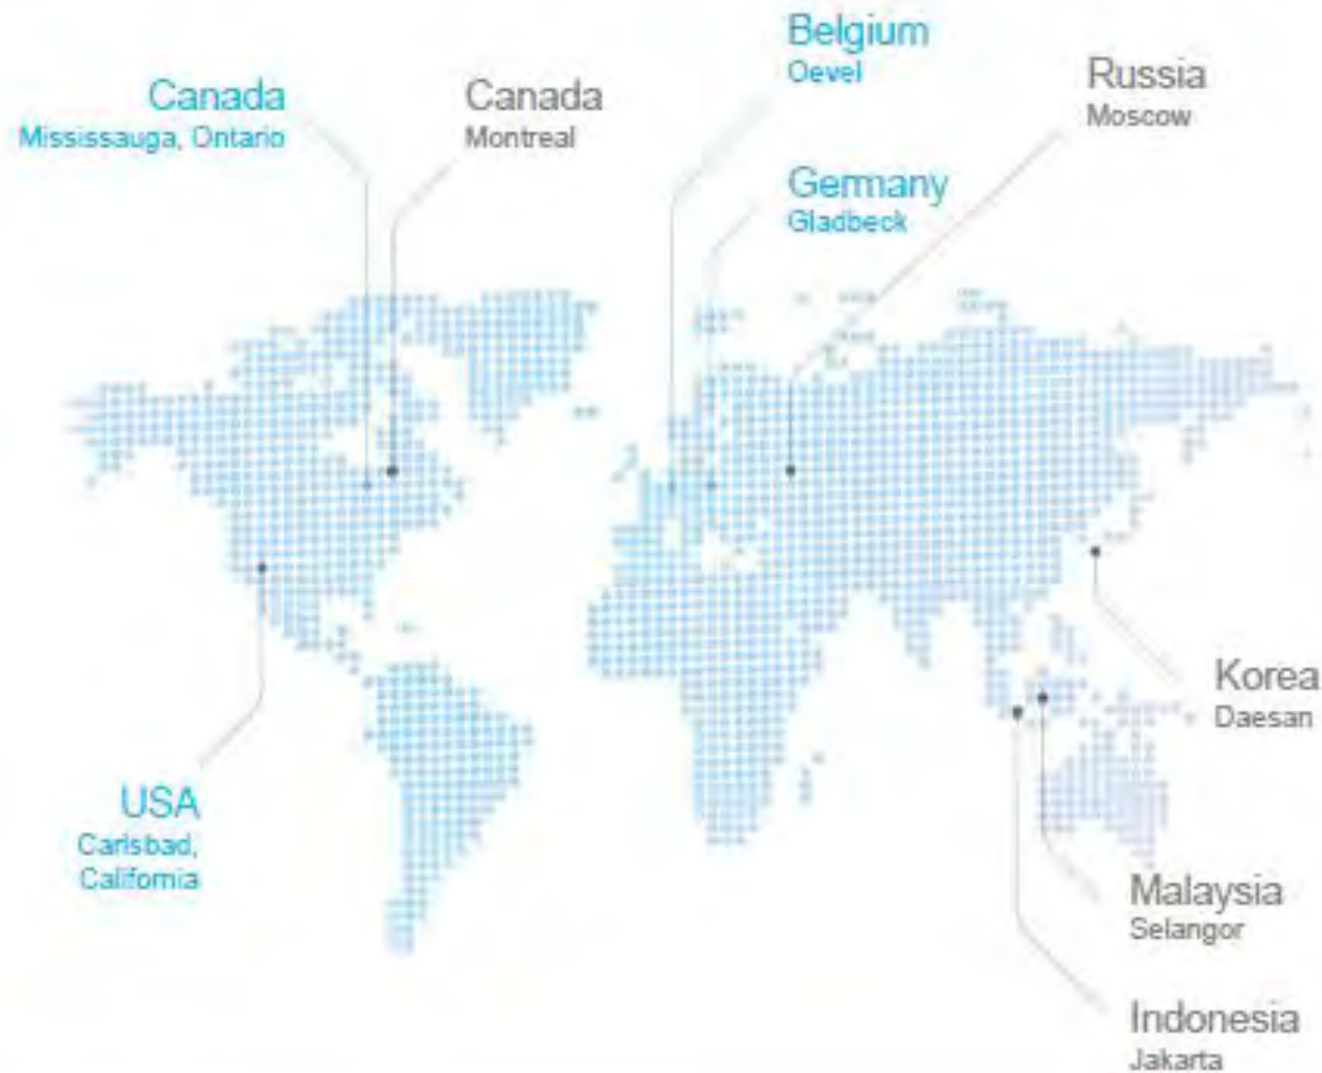 Belgium
Oevel
Canada
Mississauga, Ontario
Canada
Montreal
Russia
Moscow
Germany
Gladbeck
Korea
Daesan
USA
Carlsbad,
California
Malaysia
Selangor
Indonesia
Jakarta